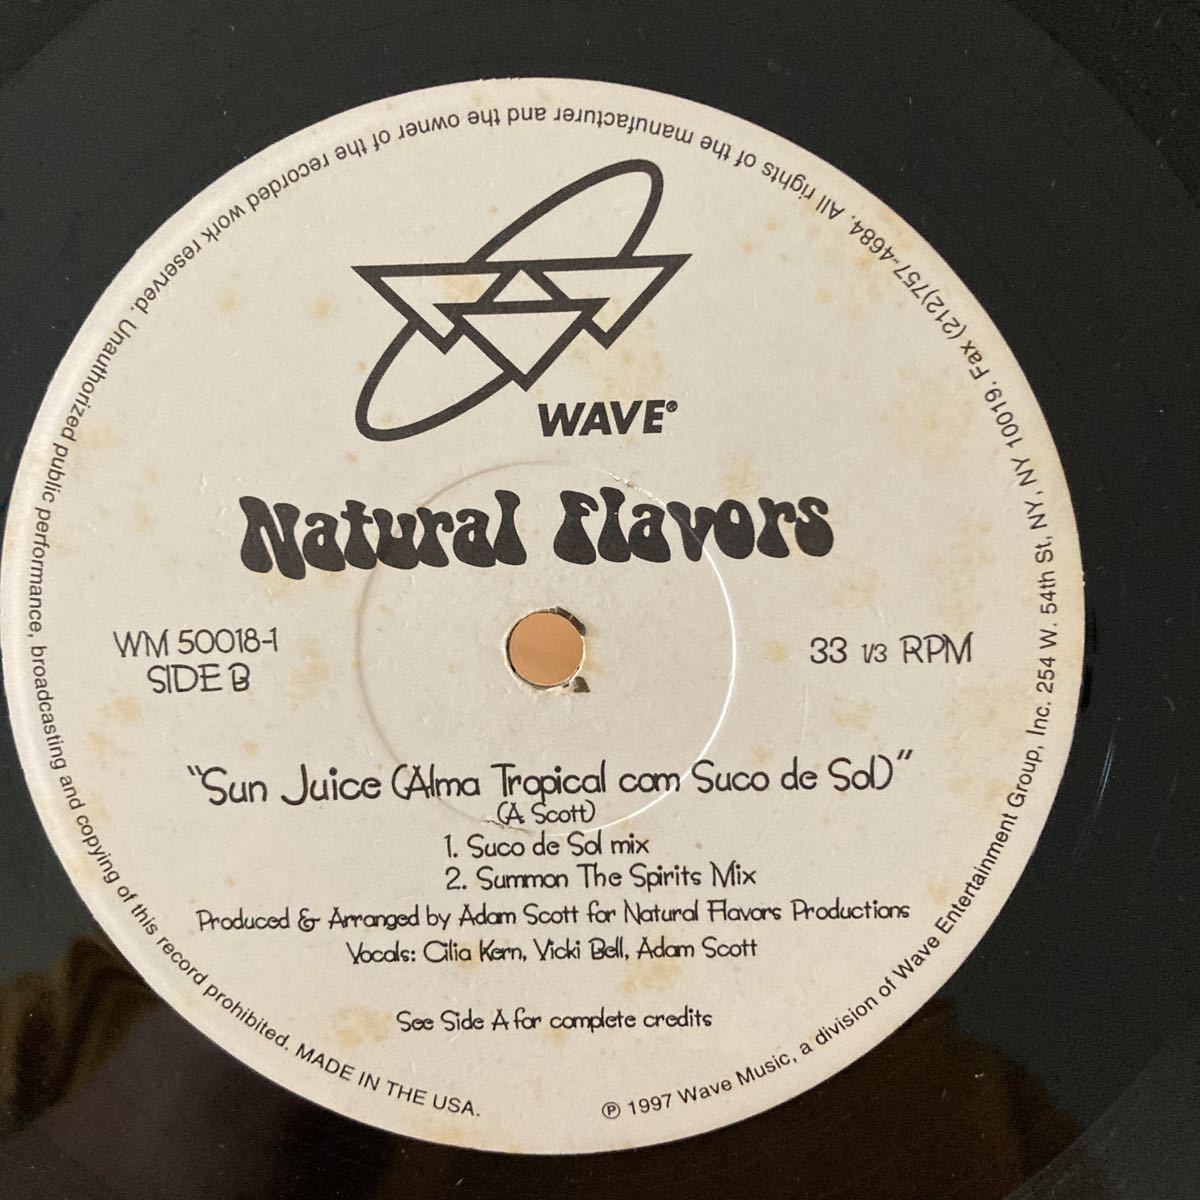 WAVE®
Natural Flavors
WM 50018-1
SIDE B
33 1/3 RPM
"Sun Juice (Alma Tropical com Suco de Sol)"
(A. Scott)
1. Suco de Sol mix
2. Summon The Spirits Mix
Produced & Arranged by Adam Scott for Natural Flavors Productions
Vocals: Cilia Kern, Vicki Bell, Adam Scott
See Side A for complete credits
℗ 1997 Wave Music, a division of Wave Entertainment Group, Inc. 254 W. 54th St, NY, NY 10019. Fax (212)757-4684. All rights of the manufacturer and the owner of the recorded work reserved. Unauthorized public performance, broadcasting and copying of this record prohibited. MADE IN THE USA.